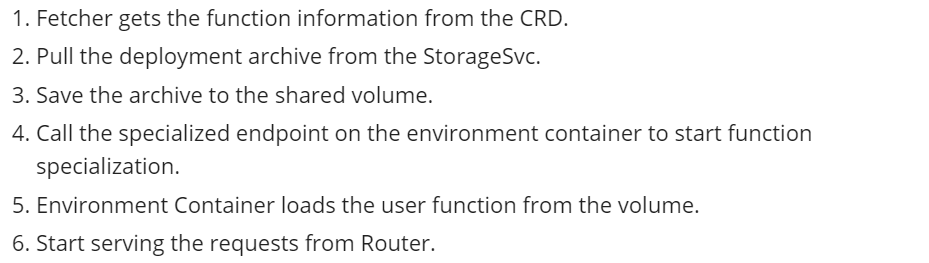 1. Fetcher gets the function information from the CRD.
2. Pull the deployment archive from the StorageSvc.
3. Save the archive to the shared volume.
4. Call the specialized endpoint on the environment container to start function
specialization.
5. Environment Container loads the user function from the volume.
6. Start serving the requests from Router.